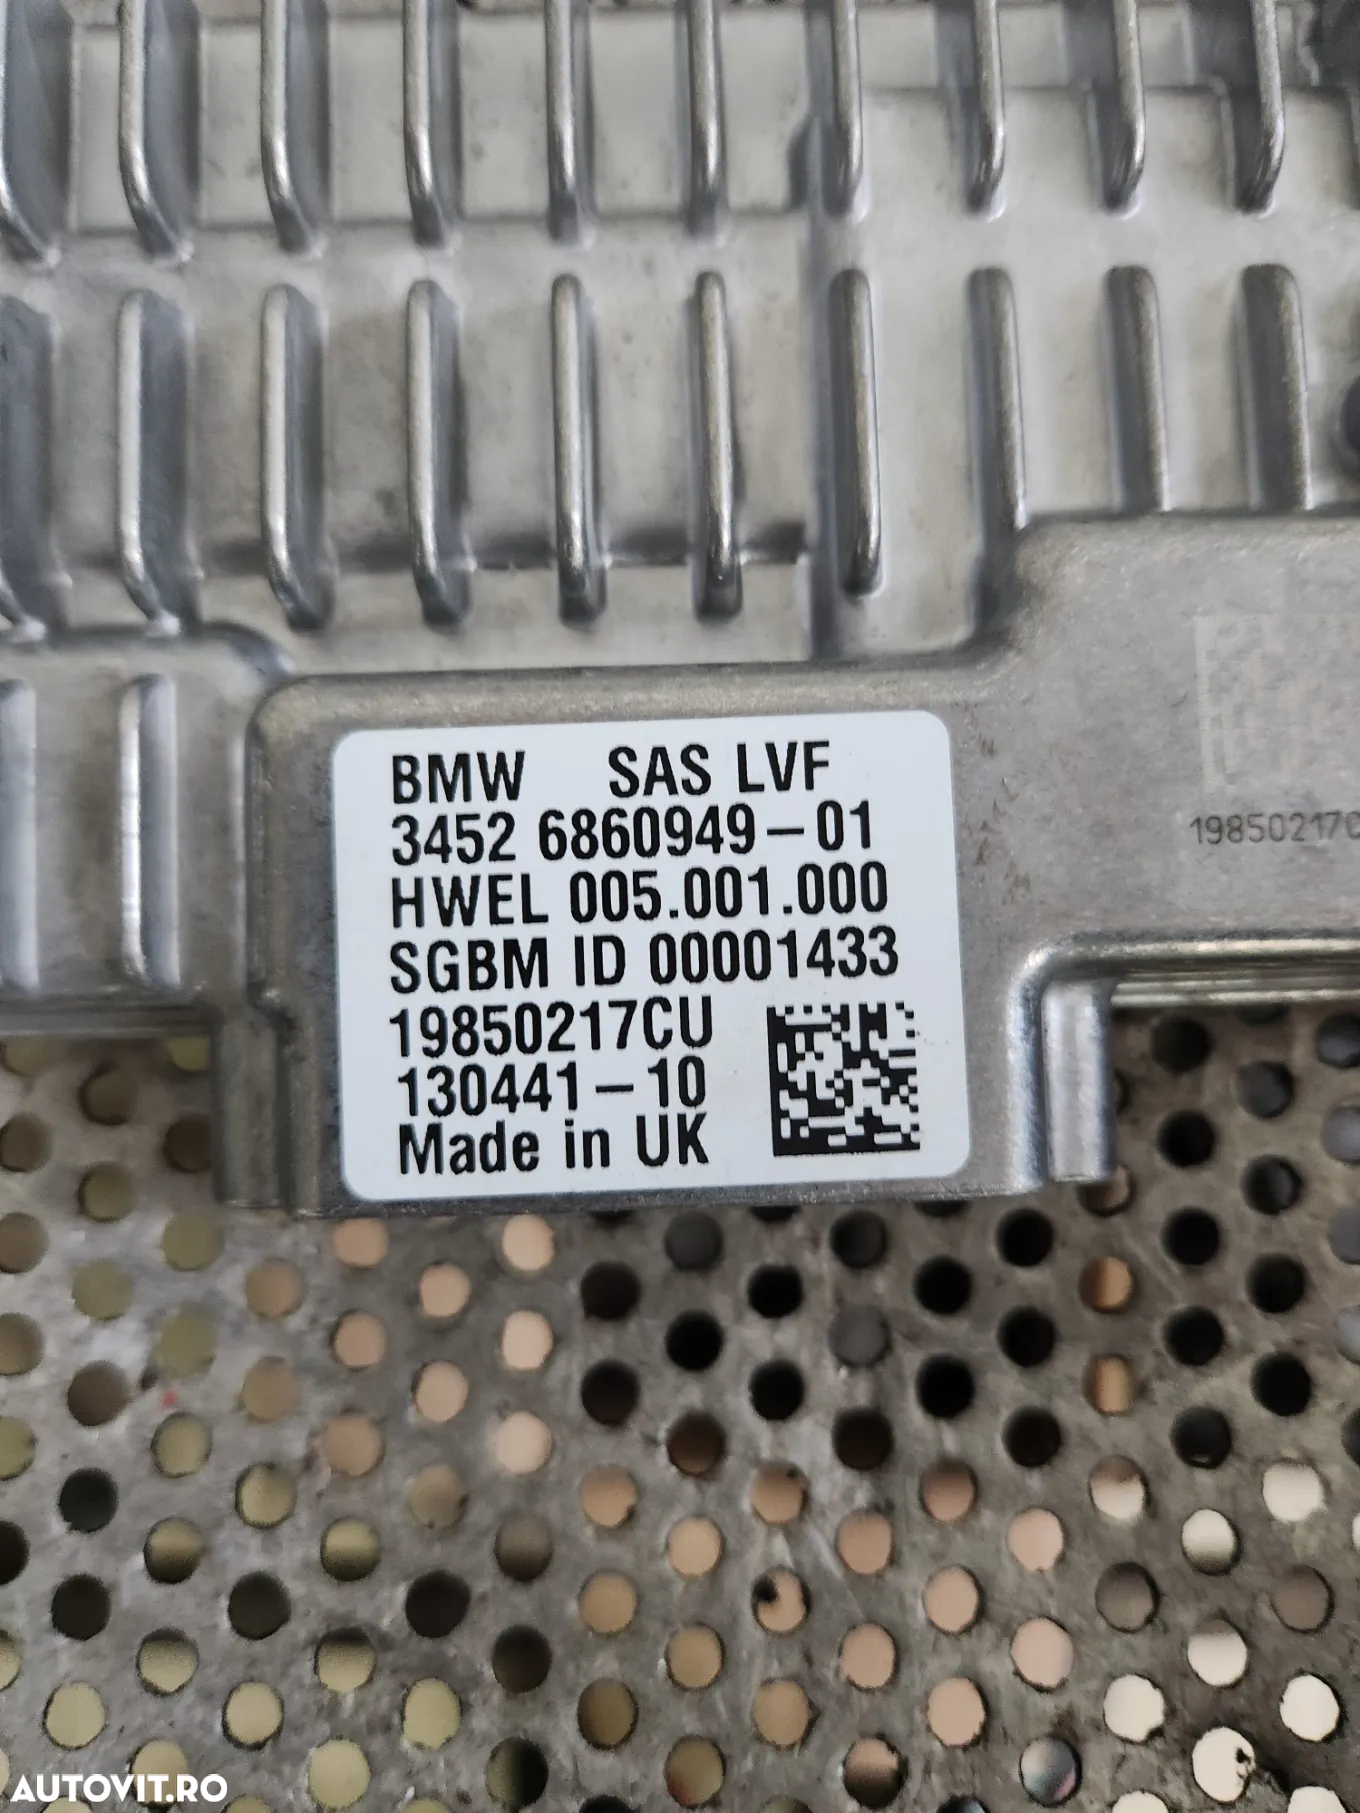 BMW SAS LVF
3452 6860949-01
HWEL 005.001.000
SGBM ID 00001433
19850217CU
130441-10
Made in UK
19850217C
AUTOVIT.RO